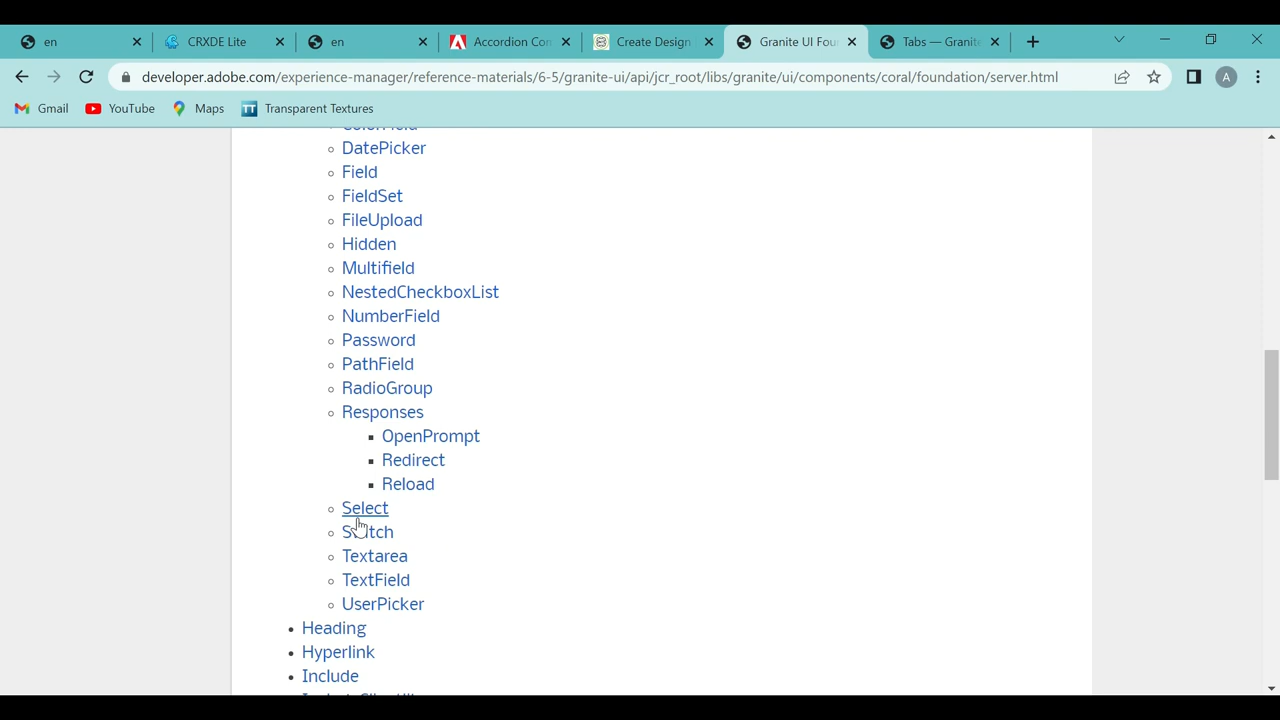 en
CRXDE Lite
en
Accordion Con
Create Design
Granite UI Fou
Tabs — Granite
developer.adobe.com/experience-manager/reference-materials/6-5/granite-ui/api/jcr_root/libs/granite/ui/components/coral/foundation/server.html
A
Gmail
YouTube
Maps
TT
Transparent Textures
DatePicker
Field
FieldSet
FileUpload
Hidden
Multifield
NestedCheckboxList
NumberField
Password
PathField
RadioGroup
Responses
OpenPrompt
Redirect
Reload
Select
Switch
Textarea
TextField
UserPicker
Heading
Hyperlink
Include